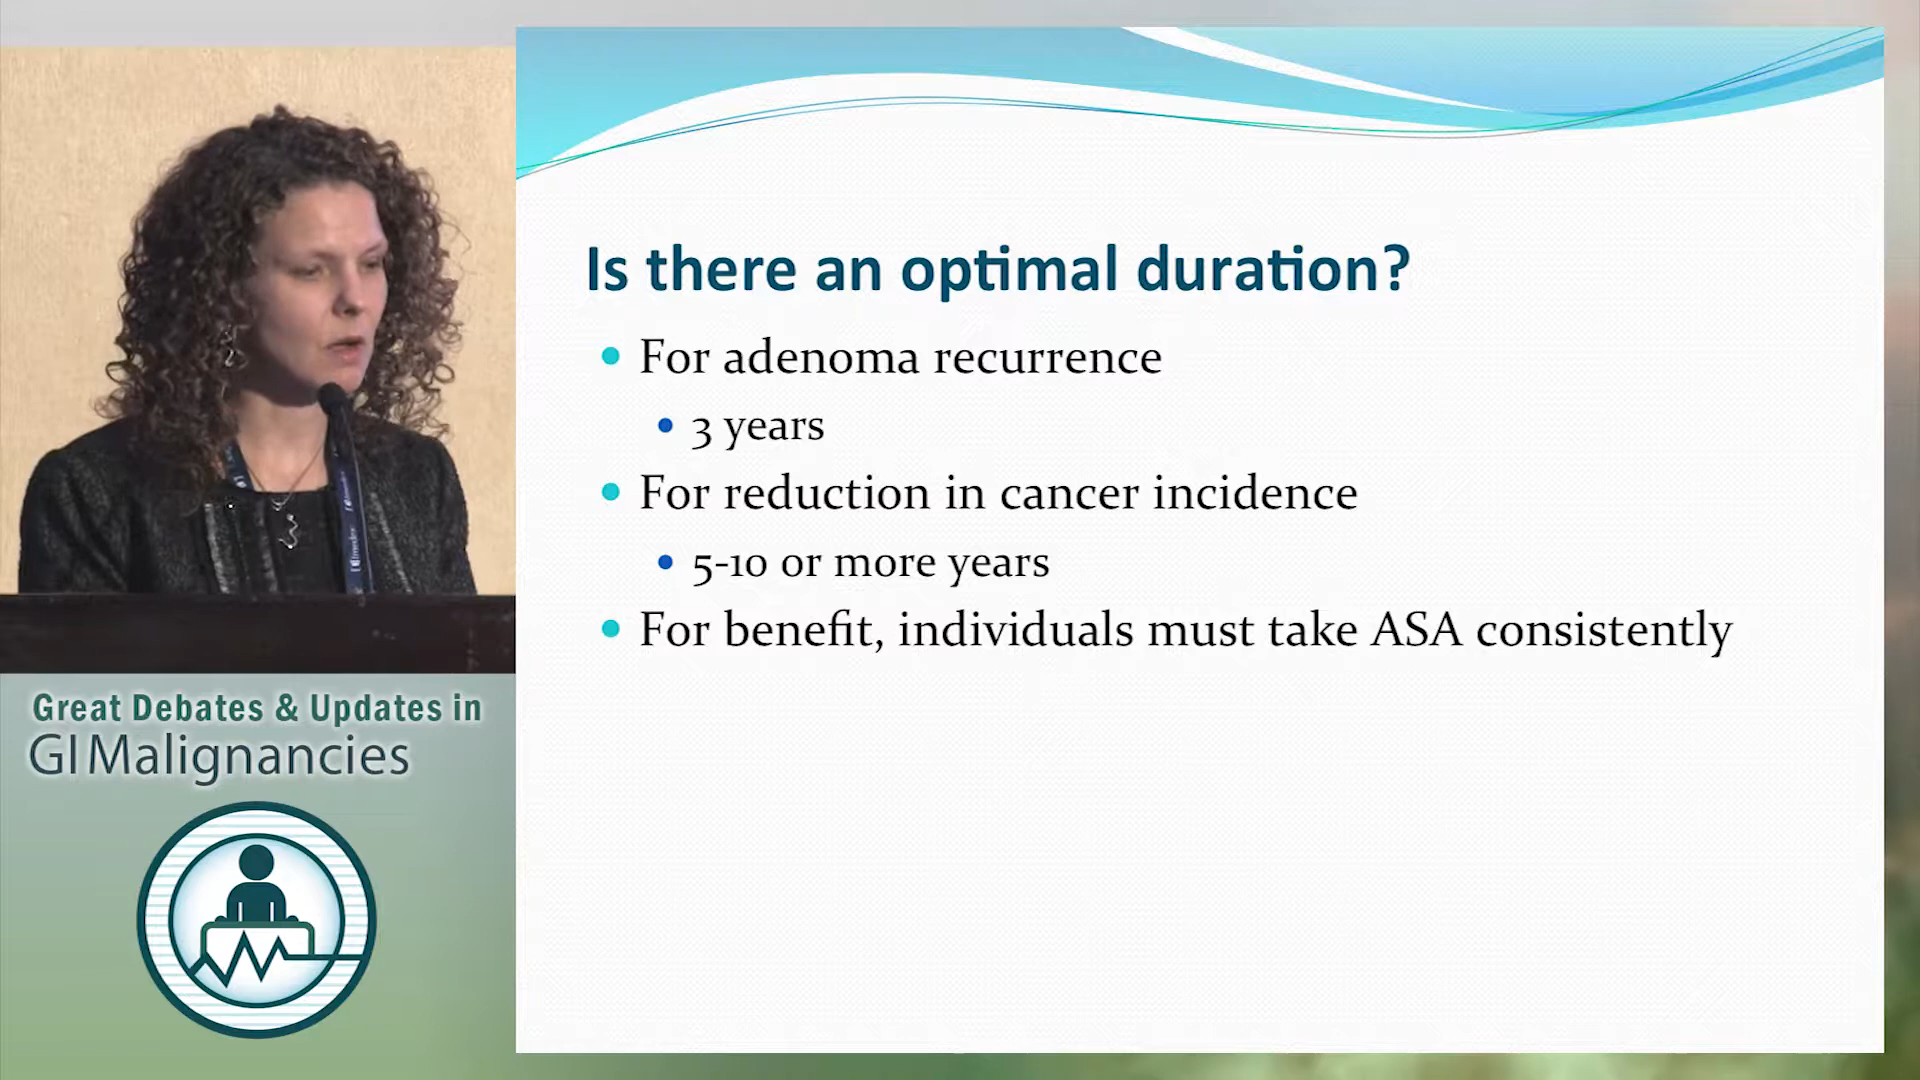 Is there an optimal duration?
For adenoma recurrence
3 years
For reduction in cancer incidence
5-10 or more years
For benefit, individuals must take ASA consistently
Great Debates & Updates in
GI Malignancies